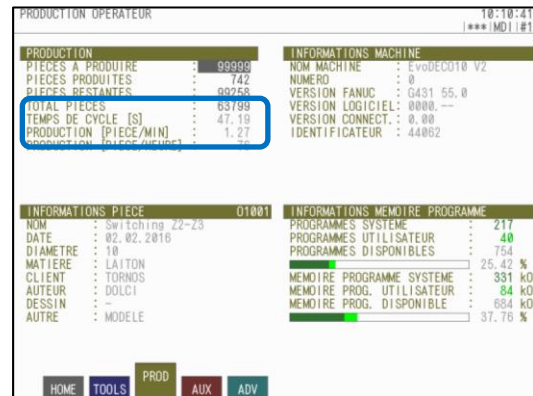 PRODUCTION OPERATEUR 10:10:41
|***|MDI|#1
PRODUCTION
PIECES A PRODUIRE : 99999
PIECES PRODUITES : 742
PIECES RESTANTES : 99258
TOTAL PIECES : 63799
TEMPS DE CYCLE [S] : 47.19
PRODUCTION [PIECE/MIN] : 1.27
PRODUCTION [PIECE/HEURE] : 76
INFORMATIONS MACHINE
NOM MACHINE : EvoDECO10 V2
NUMERO : 0
VERSION FANUC : G431 55.0
VERSION LOGICIEL: 0000.--
VERSION CONNECT.: 0.00
IDENTIFICATEUR : 44062
INFORMATIONS PIECE O1001
NOM : Switching Z2-Z3
DATE : 02.02.2016
DIAMETRE : 10
MATIERE : LAITON
CLIENT : TORNOS
AUTEUR : DOLCI
DESSIN : -
AUTRE : MODELE
INFORMATIONS MEMOIRE PROGRAMME
PROGRAMMES SYSTEME : 217
PROGRAMMES UTILISATEUR : 40
PROGRAMMES DISPONIBLES : 754
25.42 %
MEMOIRE PROGRAMME SYSTEME : 331 kO
MEMOIRE PROG. UTILISATEUR : 84 kO
MEMOIRE PROG. DISPONIBLE : 684 kO
37.76 %
HOME TOOLS PROD AUX ADV